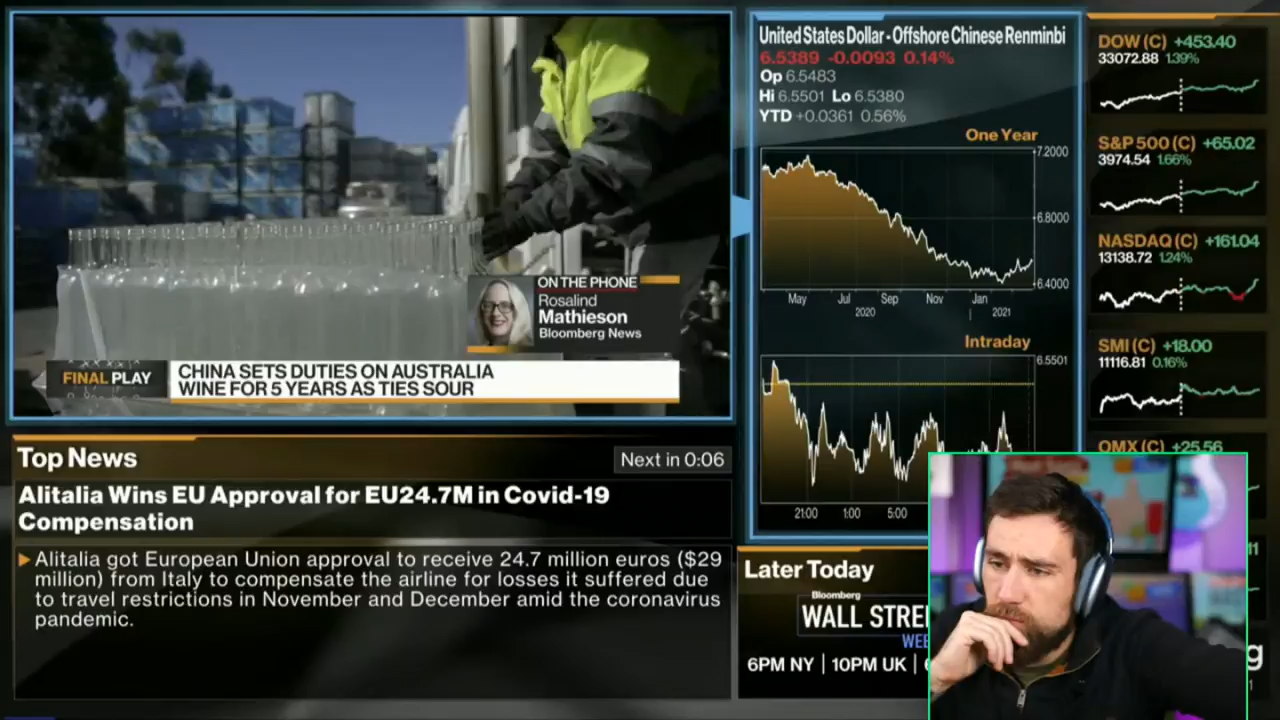 ON THE PHONE
Rosalind
Mathieson
Bloomberg News
FINAL PLAY
CHINA SETS DUTIES ON AUSTRALIA
WINE FOR 5 YEARS AS TIES SOUR
Top News
Next in 0:06
Alitalia Wins EU Approval for EU24.7M in Covid-19
Compensation
Alitalia got European Union approval to receive 24.7 million euros ($29
million) from Italy to compensate the airline for losses it suffered due
to travel restrictions in November and December amid the coronavirus
pandemic.
United States Dollar - Offshore Chinese Renminbi
6.5389 -0.0093 0.14%
Op 6.5483
Hi 6.5501 Lo 6.5380
YTD +0.0361 0.56%
One Year
7.2000
6.8000
6.4000
May Jul Sep Nov Jan
2020 2021
Intraday
6.5501
21:00 1:00 5:00
Later Today
Bloomberg
WALL STRE
WEE
6PM NY | 10PM UK |
DOW (C) +453.40
33072.88 1.39%
S&P 500 (C) +65.02
3974.54 1.66%
NASDAQ (C) +161.04
13138.72 1.24%
SMI (C) +18.00
11116.81 0.16%
OMX (C) +25.56